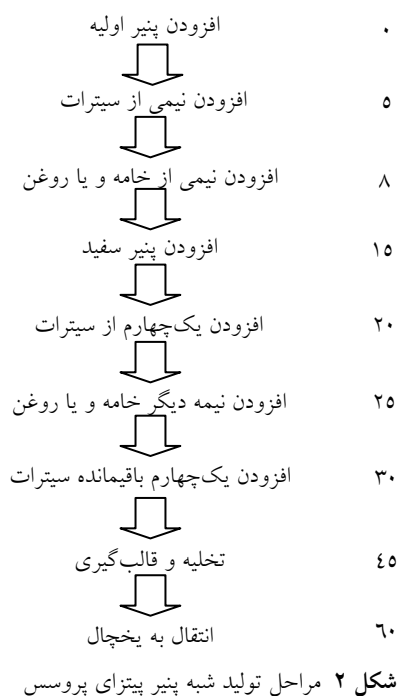 افزودن پنیر اولیه ۰
افزودن نیمی از سیترات ۵
افزودن نیمی از خامه و یا روغن ۸
افزودن پنیر سفید ۱۵
افزودن یک‌چهارم از سیترات ۲۰
افزودن نیمه دیگر خامه و یا روغن ۲۵
افزودن یک‌چهارم باقیمانده سیترات ۳۰
تخلیه و قالب‌گیری ٤٥
انتقال به یخچال ٦۰
شکل ۲ مراحل تولید شبه پنیر پیتزای پروسس